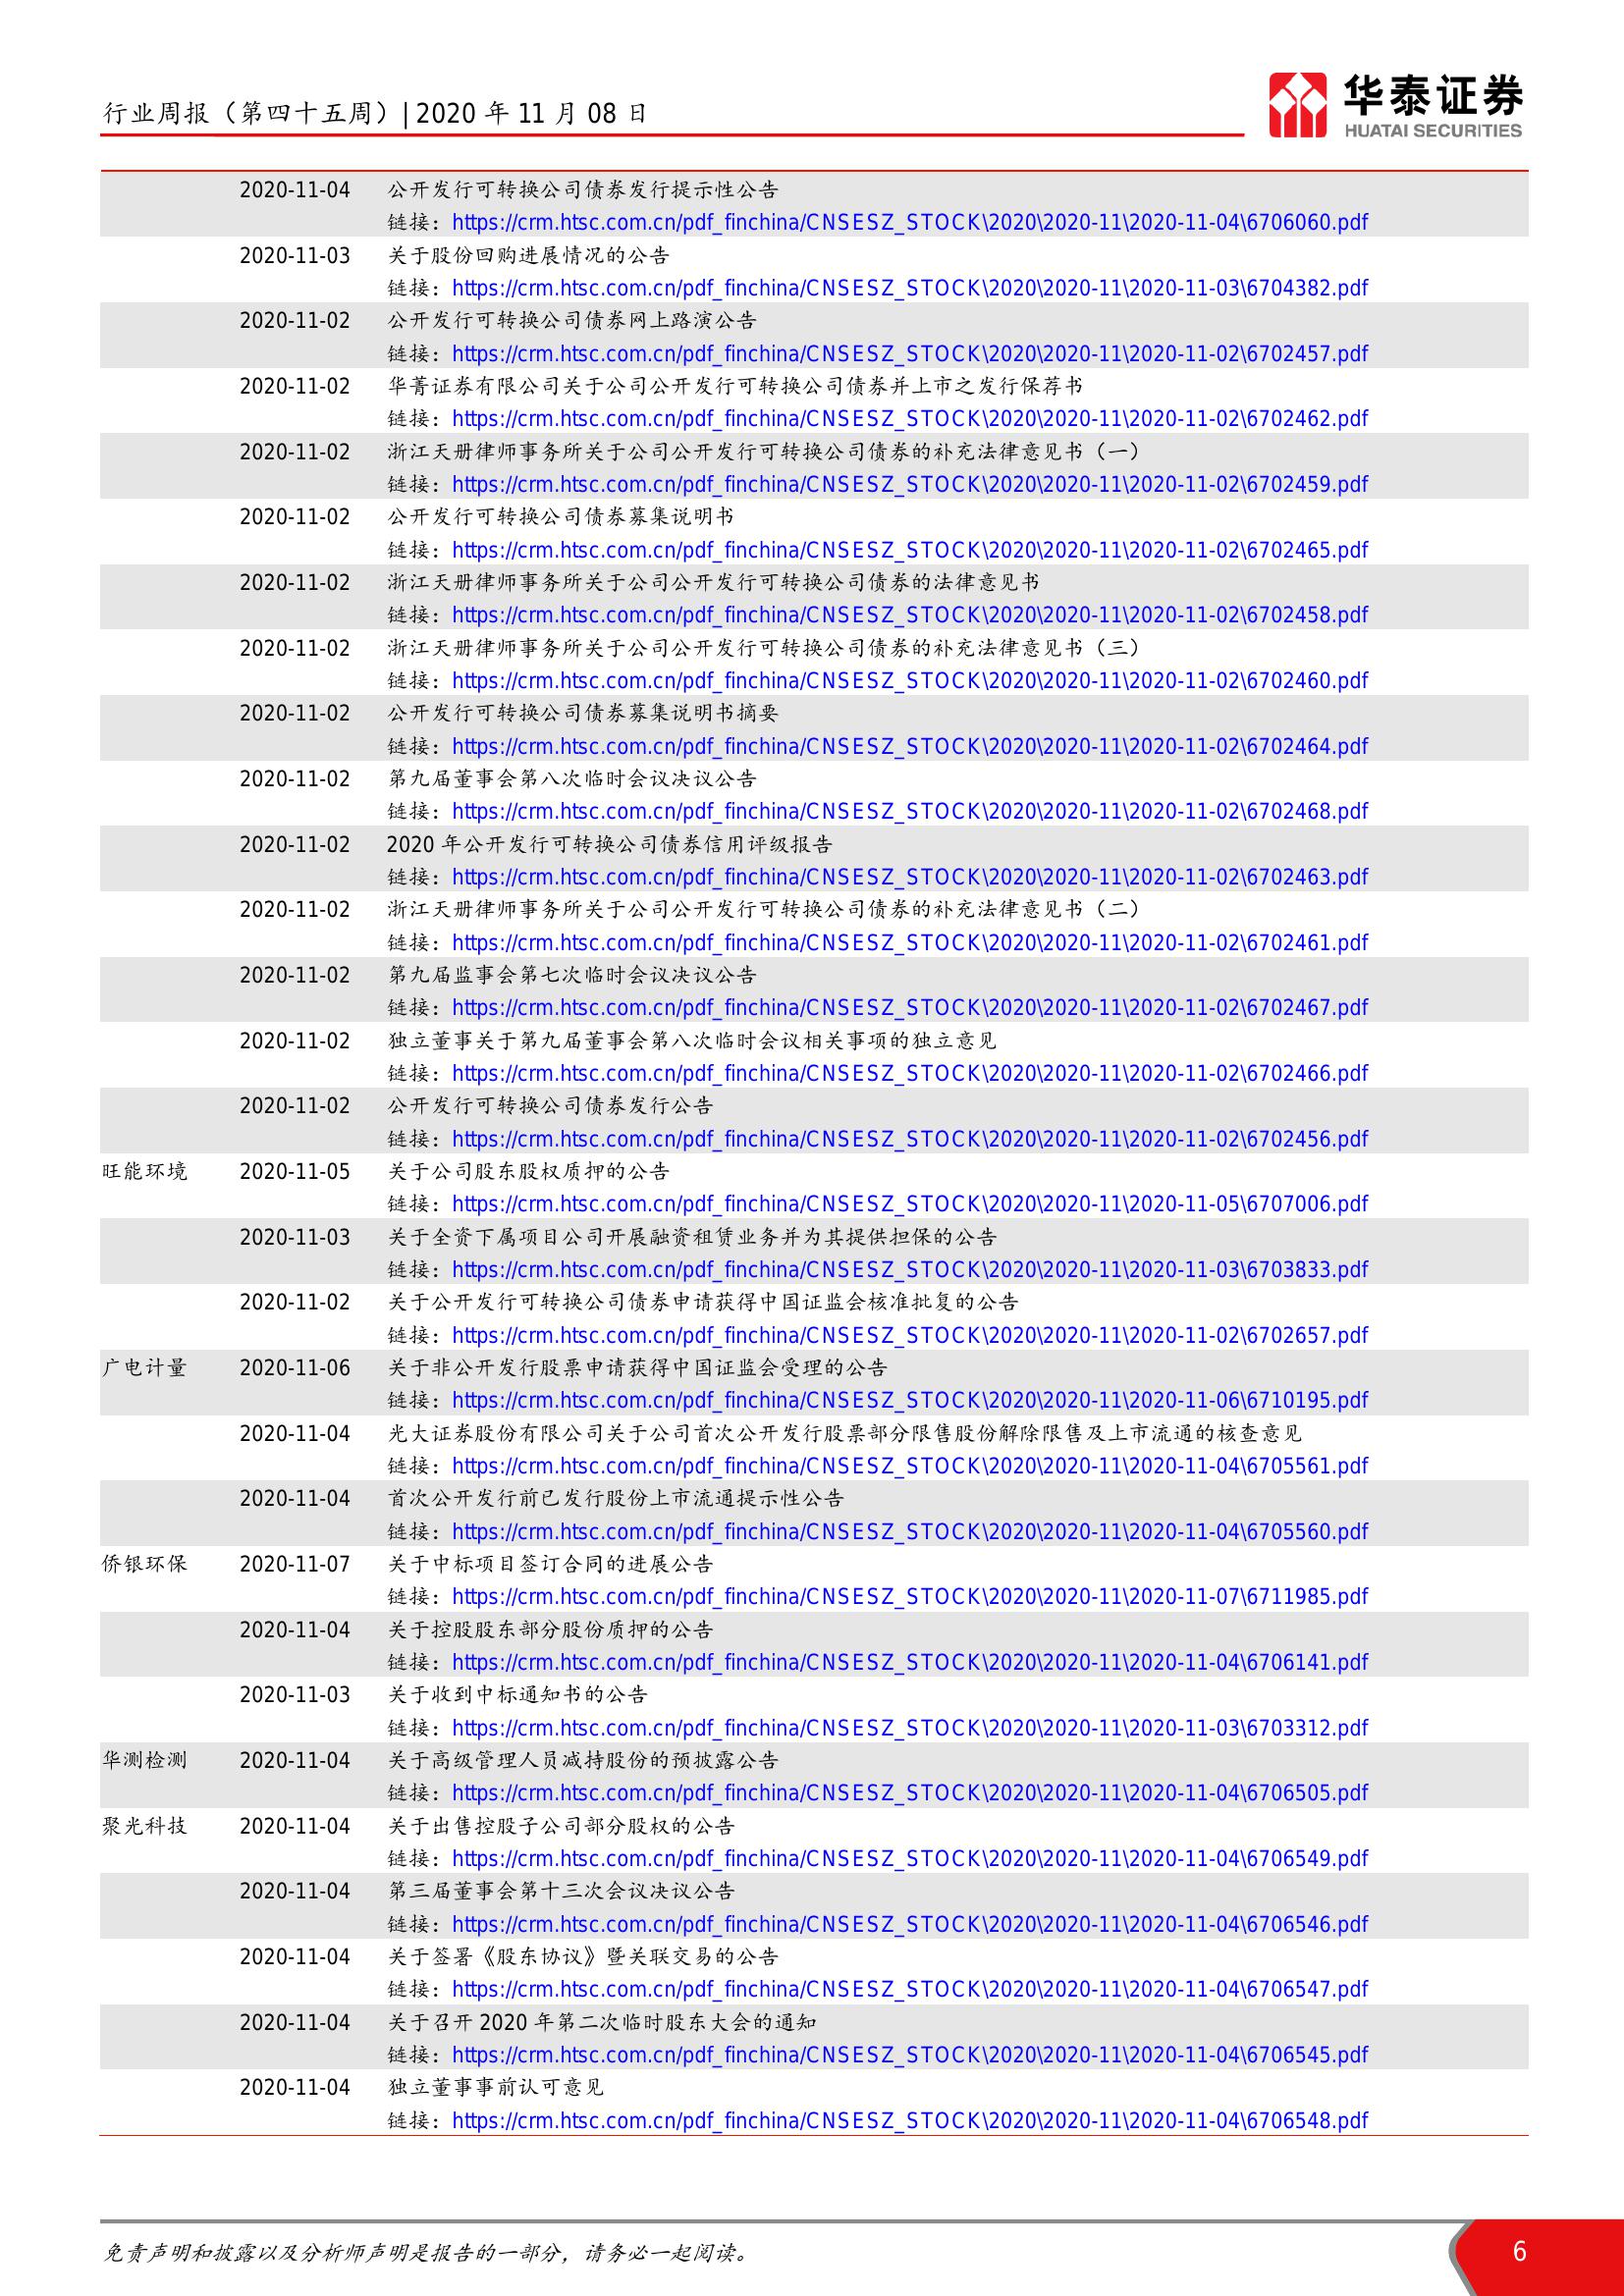 行业周报（第四十五周）| 2020 年 11 月 08 日
华泰证券
HUATAI SECURITIES
2020-11-04 公开发行可转换公司债券发行提示性公告
链接：https://crm.htsc.com.cn/pdf_finchina/CNSESZ_STOCK\2020\2020-11\2020-11-04\6706060.pdf
2020-11-03 关于股份回购进展情况的公告
链接：https://crm.htsc.com.cn/pdf_finchina/CNSESZ_STOCK\2020\2020-11\2020-11-03\6704382.pdf
2020-11-02 公开发行可转换公司债券网上路演公告
链接：https://crm.htsc.com.cn/pdf_finchina/CNSESZ_STOCK\2020\2020-11\2020-11-02\6702457.pdf
2020-11-02 华菁证券有限公司关于公司公开发行可转换公司债券并上市之发行保荐书
链接：https://crm.htsc.com.cn/pdf_finchina/CNSESZ_STOCK\2020\2020-11\2020-11-02\6702462.pdf
2020-11-02 浙江天册律师事务所关于公司公开发行可转换公司债券的补充法律意见书（一）
链接：https://crm.htsc.com.cn/pdf_finchina/CNSESZ_STOCK\2020\2020-11\2020-11-02\6702459.pdf
2020-11-02 公开发行可转换公司债券募集说明书
链接：https://crm.htsc.com.cn/pdf_finchina/CNSESZ_STOCK\2020\2020-11\2020-11-02\6702465.pdf
2020-11-02 浙江天册律师事务所关于公司公开发行可转换公司债券的法律意见书
链接：https://crm.htsc.com.cn/pdf_finchina/CNSESZ_STOCK\2020\2020-11\2020-11-02\6702458.pdf
2020-11-02 浙江天册律师事务所关于公司公开发行可转换公司债券的补充法律意见书（三）
链接：https://crm.htsc.com.cn/pdf_finchina/CNSESZ_STOCK\2020\2020-11\2020-11-02\6702460.pdf
2020-11-02 公开发行可转换公司债券募集说明书摘要
链接：https://crm.htsc.com.cn/pdf_finchina/CNSESZ_STOCK\2020\2020-11\2020-11-02\6702464.pdf
2020-11-02 第九届董事会第八次临时会议决议公告
链接：https://crm.htsc.com.cn/pdf_finchina/CNSESZ_STOCK\2020\2020-11\2020-11-02\6702468.pdf
2020-11-02 2020 年公开发行可转换公司债券信用评级报告
链接：https://crm.htsc.com.cn/pdf_finchina/CNSESZ_STOCK\2020\2020-11\2020-11-02\6702463.pdf
2020-11-02 浙江天册律师事务所关于公司公开发行可转换公司债券的补充法律意见书（二）
链接：https://crm.htsc.com.cn/pdf_finchina/CNSESZ_STOCK\2020\2020-11\2020-11-02\6702461.pdf
2020-11-02 第九届监事会第七次临时会议决议公告
链接：https://crm.htsc.com.cn/pdf_finchina/CNSESZ_STOCK\2020\2020-11\2020-11-02\6702467.pdf
2020-11-02 独立董事关于第九届董事会第八次临时会议相关事项的独立意见
链接：https://crm.htsc.com.cn/pdf_finchina/CNSESZ_STOCK\2020\2020-11\2020-11-02\6702466.pdf
2020-11-02 公开发行可转换公司债券发行公告
链接：https://crm.htsc.com.cn/pdf_finchina/CNSESZ_STOCK\2020\2020-11\2020-11-02\6702456.pdf
旺能环境 2020-11-05 关于公司股东股权质押的公告
链接：https://crm.htsc.com.cn/pdf_finchina/CNSESZ_STOCK\2020\2020-11\2020-11-05\6707006.pdf
2020-11-03 关于全资下属项目公司开展融资租赁业务并为其提供担保的公告
链接：https://crm.htsc.com.cn/pdf_finchina/CNSESZ_STOCK\2020\2020-11\2020-11-03\6703833.pdf
2020-11-02 关于公开发行可转换公司债券申请获得中国证监会核准批复的公告
链接：https://crm.htsc.com.cn/pdf_finchina/CNSESZ_STOCK\2020\2020-11\2020-11-02\6702657.pdf
广电计量 2020-11-06 关于非公开发行股票申请获得中国证监会受理的公告
链接：https://crm.htsc.com.cn/pdf_finchina/CNSESZ_STOCK\2020\2020-11\2020-11-06\6710195.pdf
2020-11-04 光大证券股份有限公司关于公司首次公开发行股票部分限售股份解除限售及上市流通的核查意见
链接：https://crm.htsc.com.cn/pdf_finchina/CNSESZ_STOCK\2020\2020-11\2020-11-04\6705561.pdf
2020-11-04 首次公开发行前已发行股份上市流通提示性公告
链接：https://crm.htsc.com.cn/pdf_finchina/CNSESZ_STOCK\2020\2020-11\2020-11-04\6705560.pdf
侨银环保 2020-11-07 关于中标项目签订合同的进展公告
链接：https://crm.htsc.com.cn/pdf_finchina/CNSESZ_STOCK\2020\2020-11\2020-11-07\6711985.pdf
2020-11-04 关于控股股东部分股份质押的公告
链接：https://crm.htsc.com.cn/pdf_finchina/CNSESZ_STOCK\2020\2020-11\2020-11-04\6706141.pdf
2020-11-03 关于收到中标通知书的公告
链接：https://crm.htsc.com.cn/pdf_finchina/CNSESZ_STOCK\2020\2020-11\2020-11-03\6703312.pdf
华测检测 2020-11-04 关于高级管理人员减持股份的预披露公告
链接：https://crm.htsc.com.cn/pdf_finchina/CNSESZ_STOCK\2020\2020-11\2020-11-04\6706505.pdf
聚光科技 2020-11-04 关于出售控股子公司部分股权的公告
链接：https://crm.htsc.com.cn/pdf_finchina/CNSESZ_STOCK\2020\2020-11\2020-11-04\6706549.pdf
2020-11-04 第三届董事会第十三次会议决议公告
链接：https://crm.htsc.com.cn/pdf_finchina/CNSESZ_STOCK\2020\2020-11\2020-11-04\6706546.pdf
2020-11-04 关于签署《股东协议》暨关联交易的公告
链接：https://crm.htsc.com.cn/pdf_finchina/CNSESZ_STOCK\2020\2020-11\2020-11-04\6706547.pdf
2020-11-04 关于召开 2020 年第二次临时股东大会的通知
链接：https://crm.htsc.com.cn/pdf_finchina/CNSESZ_STOCK\2020\2020-11\2020-11-04\6706545.pdf
2020-11-04 独立董事事前认可意见
链接：https://crm.htsc.com.cn/pdf_finchina/CNSESZ_STOCK\2020\2020-11\2020-11-04\6706548.pdf
免责声明和披露以及分析师声明是报告的一部分，请务必一起阅读。
6